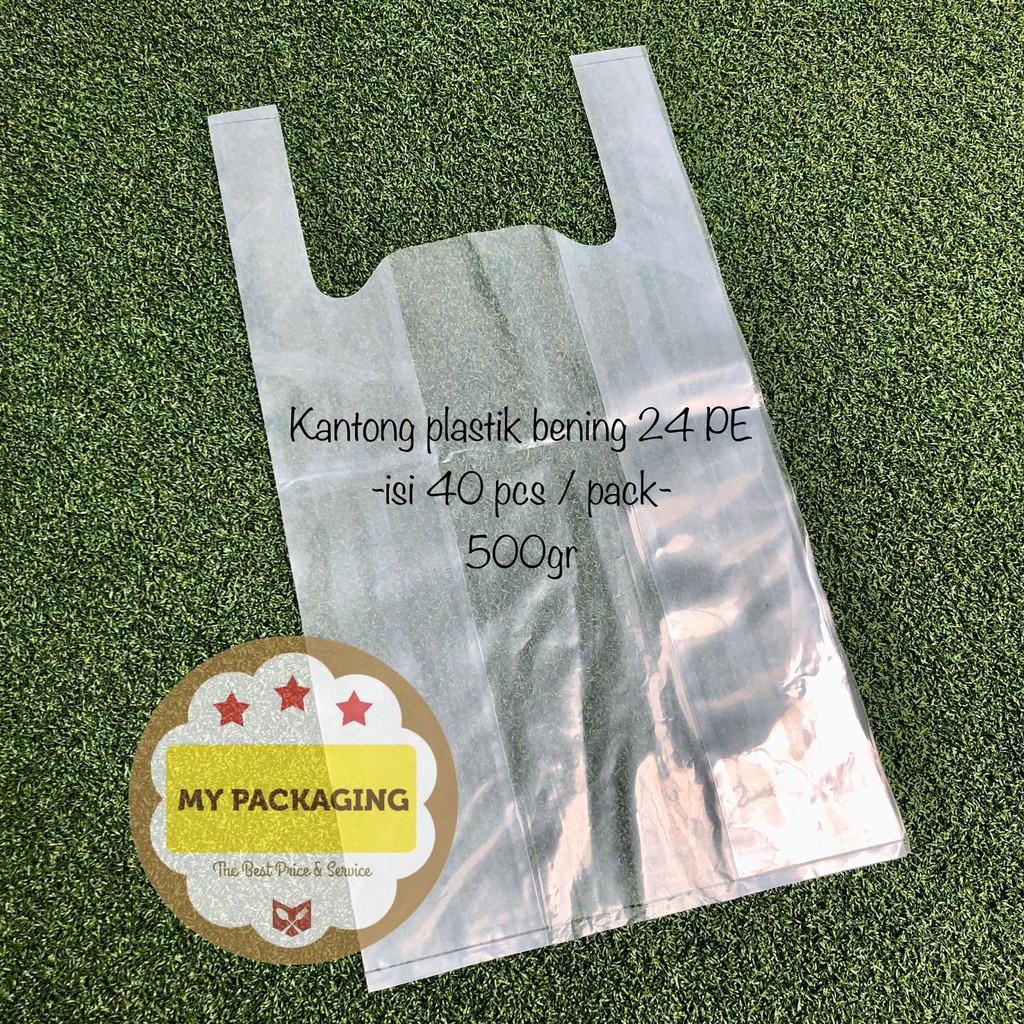 Kantong plastik bening 24 PE
-isi 40 pcs / pack-
500gr
MY PACKAGING
The Best Price & Service